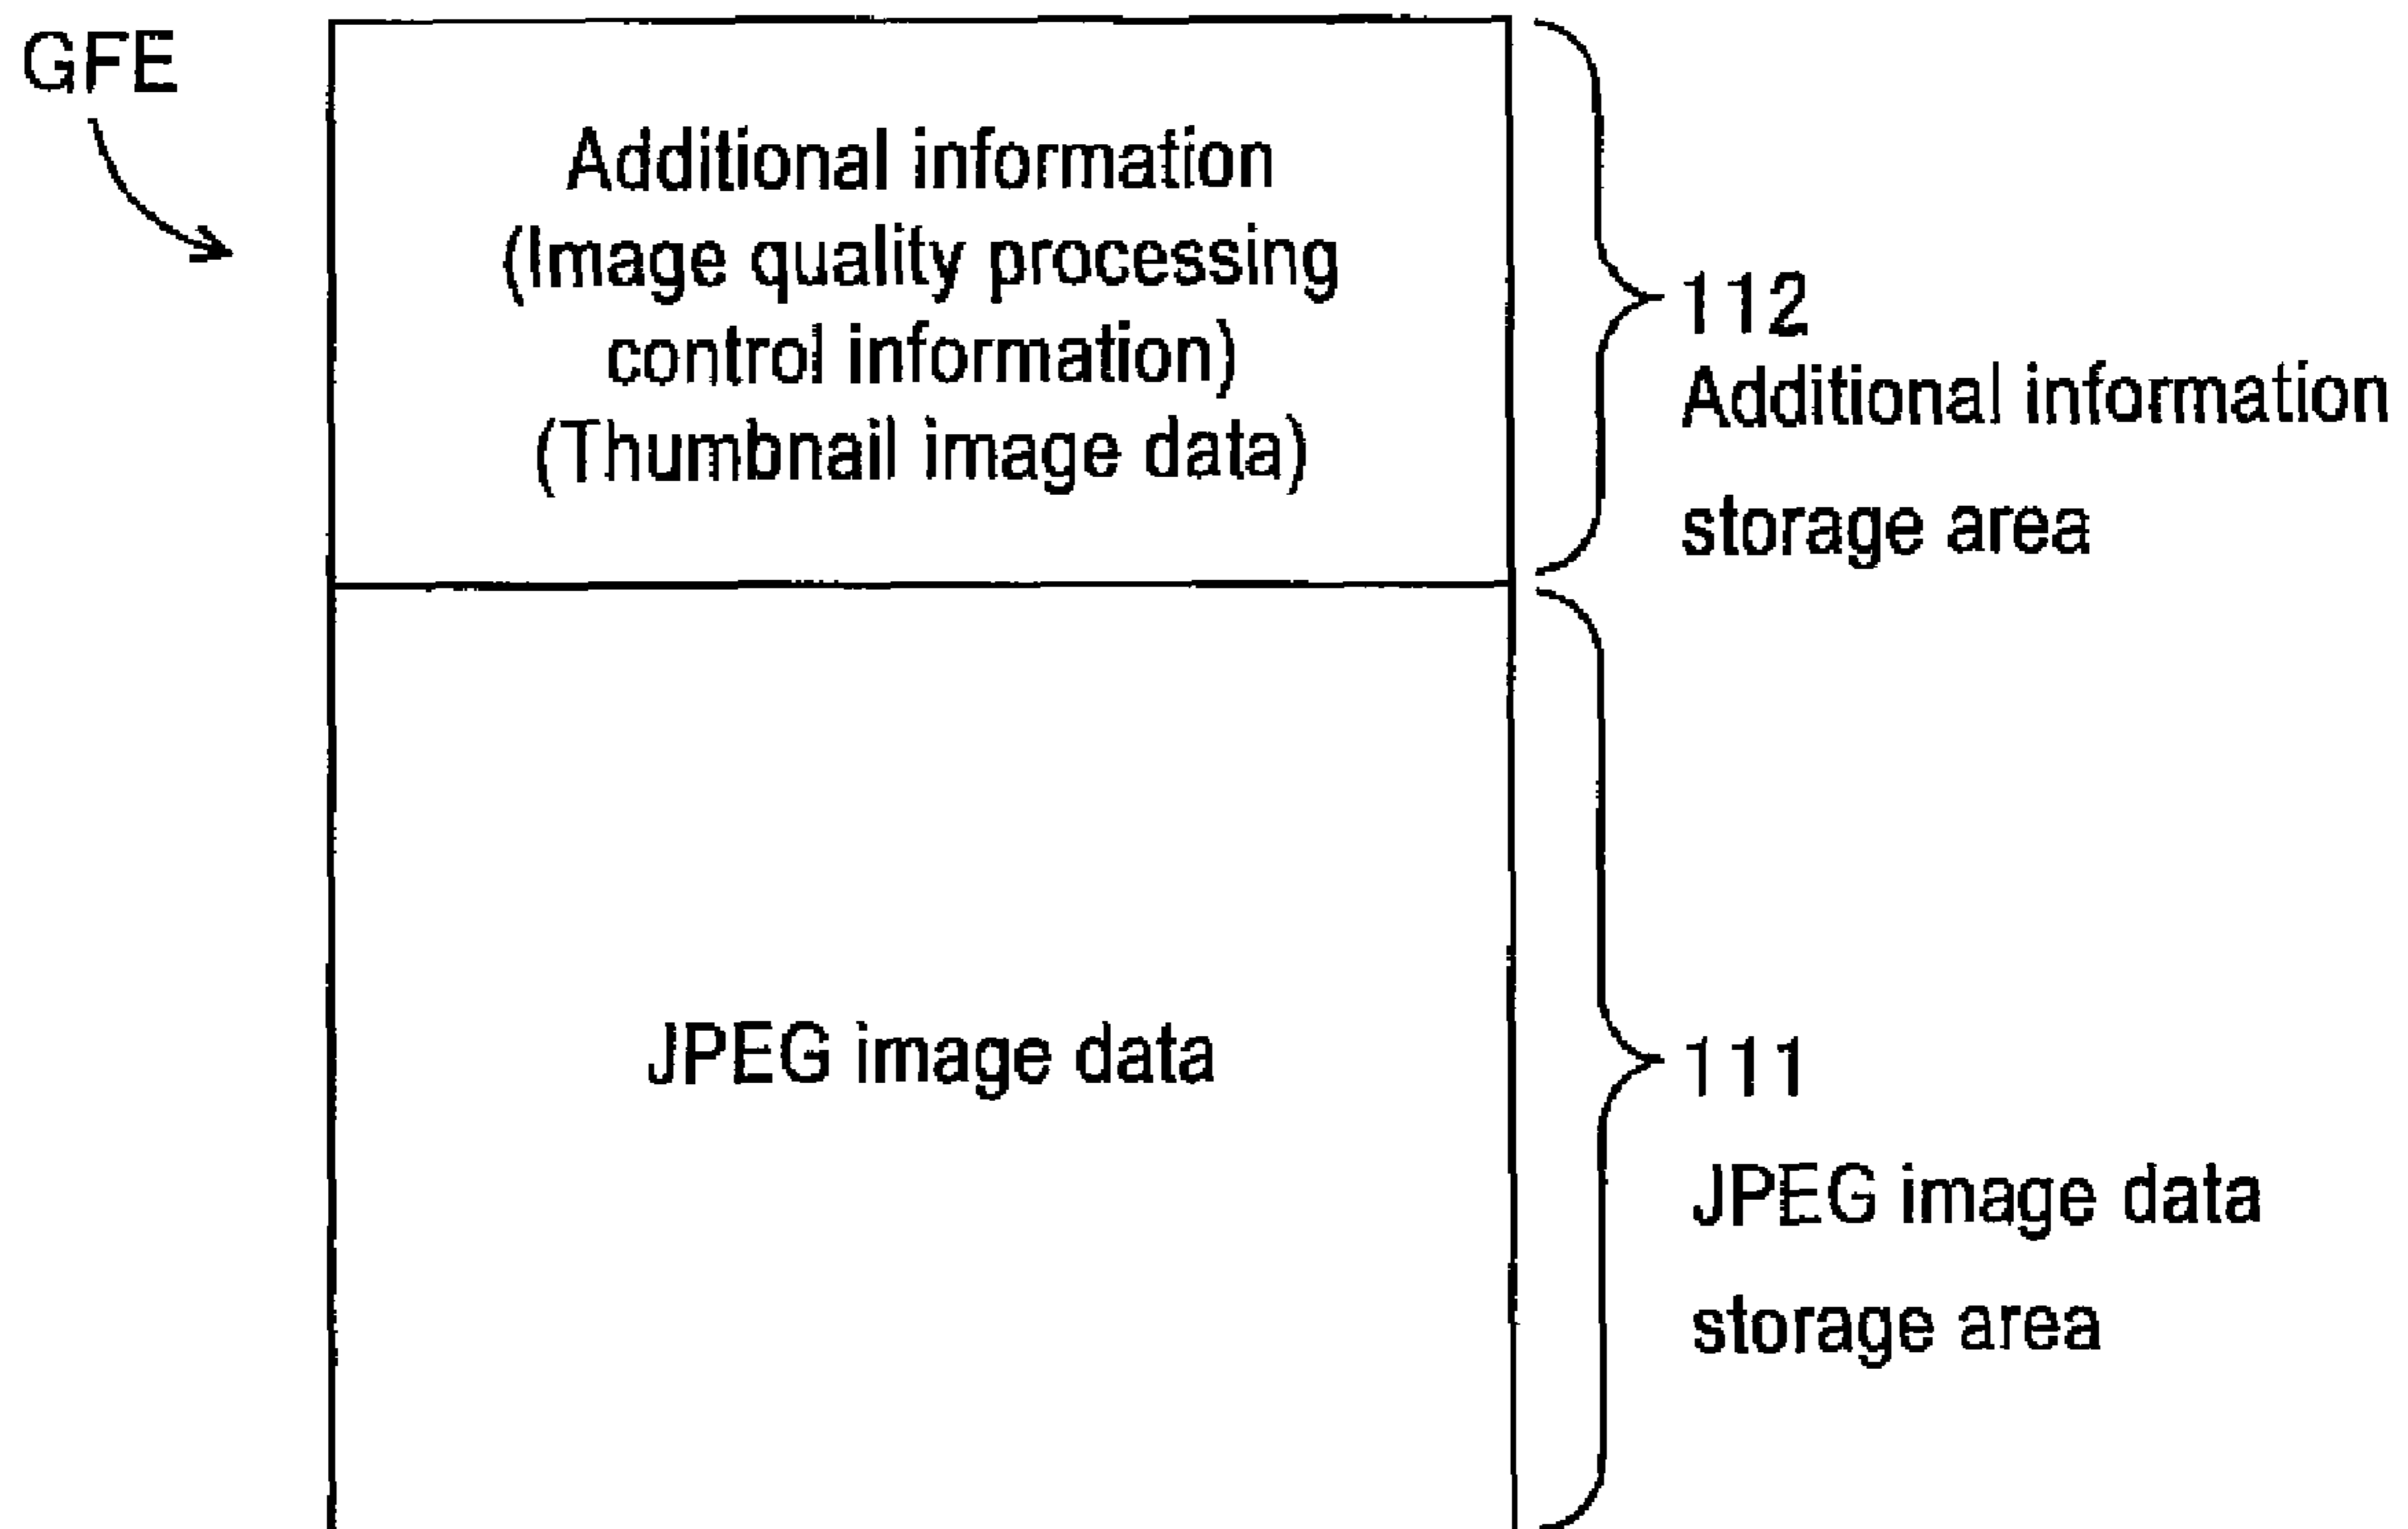 GFE
Additional information
(Image quality processing
control information)
(Thumbnail image data)
112
Additional information
storage area
JPEG image data
111
JPEG image data
storage area